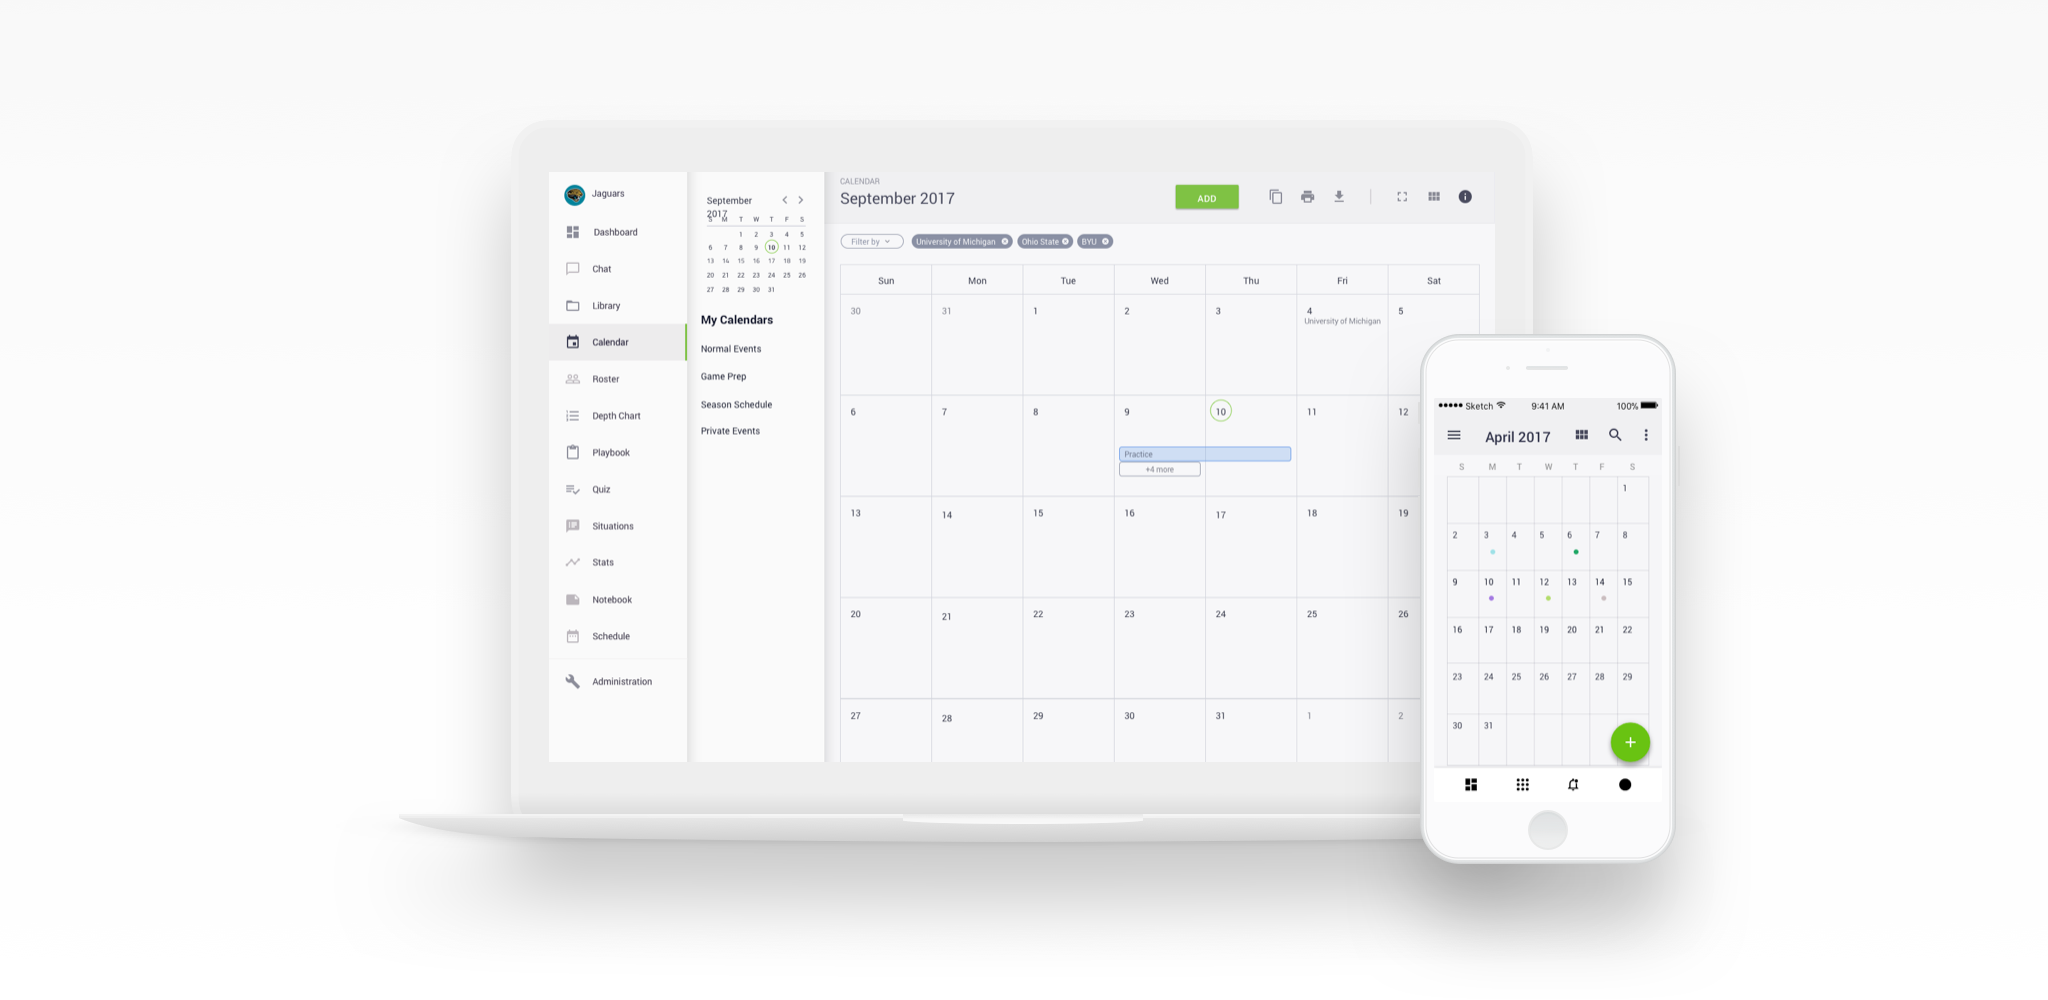 Jaguars
Dashboard
Chat
Library
Calendar
Roster
Depth Chart
Playbook
Quiz
Situations
Stats
Notebook
Schedule
Administration
September
2017
S M T W T F S
1 2 3 4 5
6 7 8 9 10 11 12
13 14 15 16 17 18 19
20 21 22 23 24 25 26
27 28 29 30 31
My Calendars
Normal Events
Game Prep
Season Schedule
Private Events
CALENDAR
September 2017
ADD
Filter by
University of Michigan
Ohio State
BYU
Sun Mon Tue Wed Thu Fri Sat
30 31 1 2 3 4 5
University of Michigan
6 7 8 9 10 11 12
Practice
+4 more
13 14 15 16 17 18 19
20 21 22 23 24 25 26
27 28 29 30 31 1 2
Sketch 9:41 AM 100%
April 2017
S M T W T F S
1
2 3 4 5 6 7 8
9 10 11 12 13 14 15
16 17 18 19 20 21 22
23 24 25 26 27 28 29
30 31